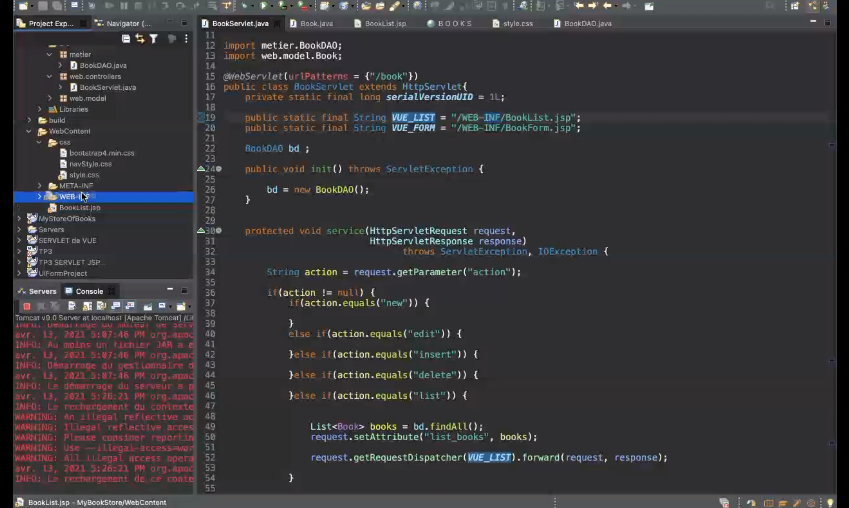 Project Exp...
Navigator (...
metier
BookDAO.java
web.controllers
BookServlet.java
web.model
Libraries
build
WebContent
css
bootstrap4.min.css
navStyle.css
style.css
META-INF
WEB-INF
BookList.jsp
MyStoreOfBooks
Servers
SERVLET de VUE
TP3
TP3 SERVLET JSP...
UIFormProject
Servers
Console
Tomcat v9.0 Server at localhost [Apache Tomcat]
avr. 13, 2021 5:07:46 PM org.apac
INFO: Au moins un fichier JAR a é
avr. 13, 2021 5:07:46 PM org.apac
INFO: Démarrage du gestionnaire d
avr. 13, 2021 5:07:46 PM org.apac
INFO: Le démarrage du serveur a p
avr. 13, 2021 5:26:21 PM org.apac
INFO: Le rechargement du contexte
WARNING: An illegal reflective ac
WARNING: Illegal reflective acces
WARNING: Please consider reportin
WARNING: Use --illegal-access=war
WARNING: All illegal access opera
avr. 13, 2021 5:26:21 PM org.apac
INFO: Le rechargement de ce conte
BookList.jsp - MyBookStore/WebContent
BookServlet.java
Book.java
BookList.jsp
B O O K S
style.css
BookDAO.java
11
12 import metier.BookDAO;
13 import web.model.Book;
14
15 @WebServlet(urlPatterns = {"/book"})
16 public class BookServlet extends HttpServlet{
17 private static final long serialVersionUID = 1L;
18
19 public static final String VUE_LIST = "/WEB-INF/BookList.jsp";
20 public static final String VUE_FORM = "/WEB-INF/BookForm.jsp";
21
22 BookDAO bd ;
23
24 public void init() throws ServletException {
25
26 bd = new BookDAO();
27 }
28
29
30 protected void service(HttpServletRequest request,
31 HttpServletResponse response)
32 throws ServletException, IOException {
33
34 String action = request.getParameter("action");
35
36 if(action != null) {
37 if(action.equals("new")) {
38
39 }
40 else if(action.equals("edit")) {
41
42 }else if(action.equals("insert")) {
43
44 }else if(action.equals("delete")) {
45
46 }else if(action.equals("list")) {
47
48
49 List<Book> books = bd.findAll();
50 request.setAttribute("list_books", books);
51
52 request.getRequestDispatcher(VUE_LIST).forward(request, response);
53
54 }
55